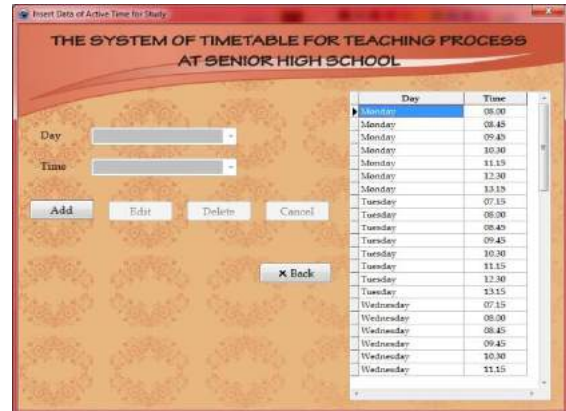 Insert Data of Active Time for Study
THE SYSTEM OF TIMETABLE FOR TEACHING PROCESS
AT SENIOR HIGH SCHOOL
Day
Time
Add Edit Delete Cancel
× Back
Day Time
Monday 08.00
Monday 08.45
Monday 09.45
Monday 10.30
Monday 11.15
Monday 12.30
Monday 13.15
Tuesday 07.15
Tuesday 08.00
Tuesday 08.45
Tuesday 09.45
Tuesday 10.30
Tuesday 11.15
Tuesday 12.30
Tuesday 13.15
Wednesday 07.15
Wednesday 08.00
Wednesday 08.45
Wednesday 09.45
Wednesday 10.30
Wednesday 11.15